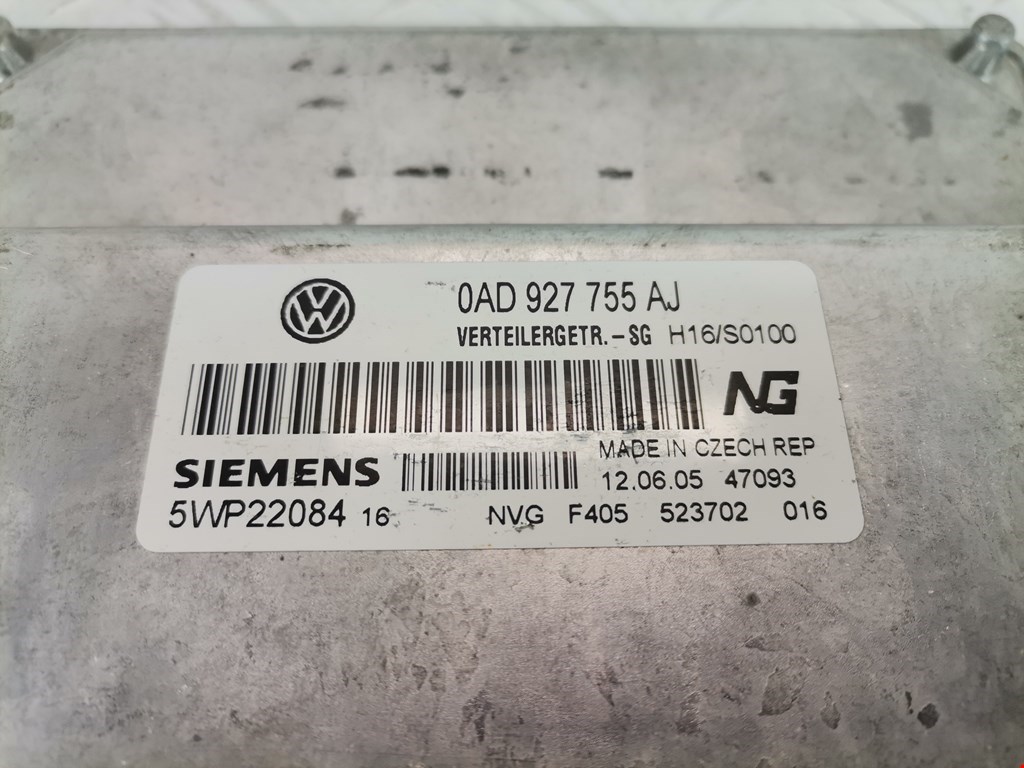 0AD 927 755 AJ
VERTEILERGETR.-SG H16/S0100
NG
MADE IN CZECH REP
SIEMENS 12.06.05 47093
5WP22084 16 NVG F405 523702 016